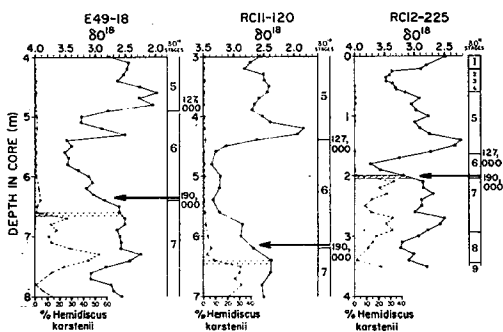 E49-18
δO¹⁸
4.0 3.5 3.0 2.5 2.0
δO¹⁸ STAGES
RC11-120
δO¹⁸
3.5 3.0 2.5 2.0
δO¹⁸ STAGES
RC12-225
δO¹⁸
4.0 3.5 3.0 2.5
δO¹⁸ STAGES
DEPTH IN CORE (m)
4
5
6
7
8
5
127,000
6
190,000
7
0 10 20 30 40 50 60
% Hemidiscus karstenii
3
4
5
6
7
5
127,000
6
190,000
7
0 10 20 30 40
% Hemidiscus karstenii
0
1
2
3
4
1
2
3
4
5
127,000
6
190,000
7
8
9
0 10 20 30 40
% Hemidiscus karstenii